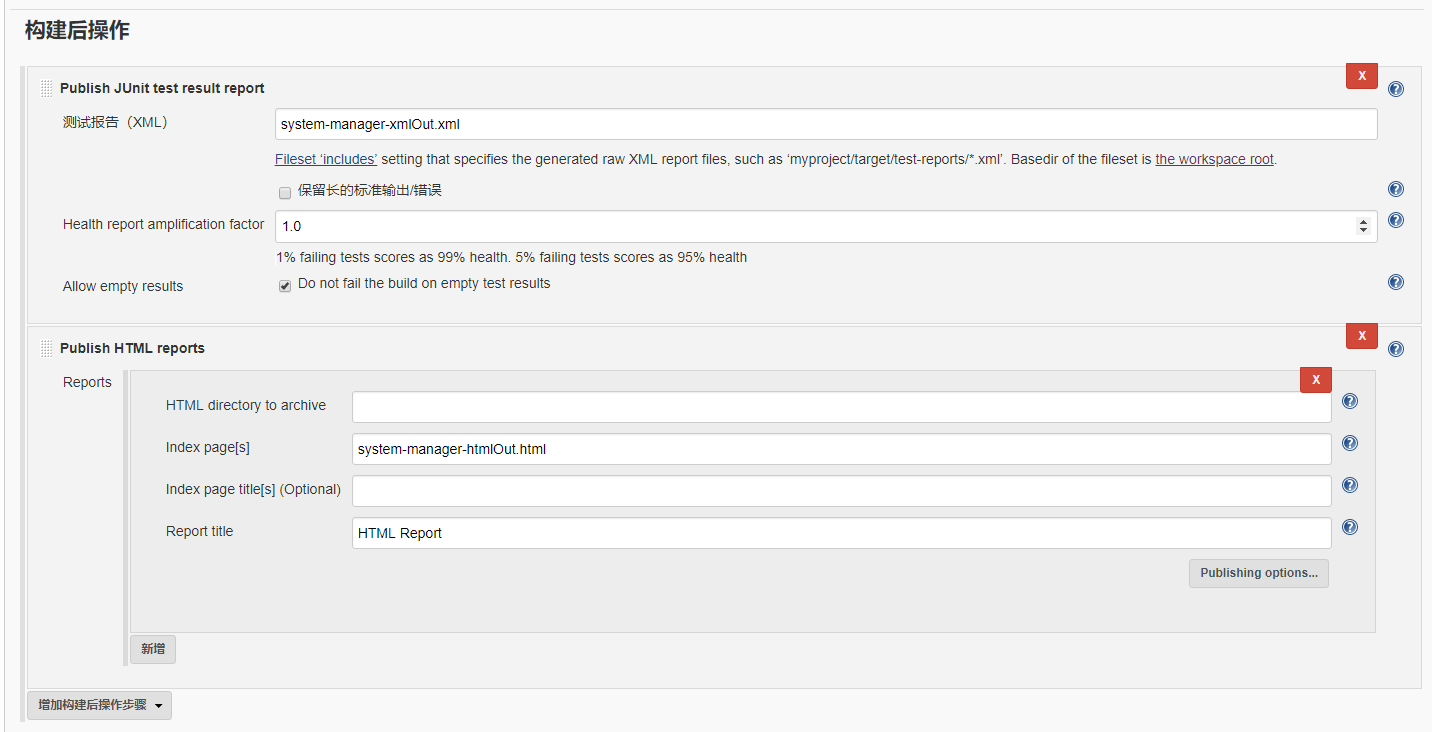 构建后操作
Publish JUnit test result report
X
测试报告（XML）
system-manager-xmlOut.xml
Fileset ‘includes’ setting that specifies the generated raw XML report files, such as ‘myproject/target/test-reports/*.xml’. Basedir of the fileset is the workspace root.
保留长的标准输出/错误
Health report amplification factor
1.0
1% failing tests scores as 99% health. 5% failing tests scores as 95% health
Allow empty results
Do not fail the build on empty test results
Publish HTML reports
X
Reports
X
HTML directory to archive
Index page[s]
system-manager-htmlOut.html
Index page title[s] (Optional)
Report title
HTML Report
Publishing options...
新增
增加构建后操作步骤